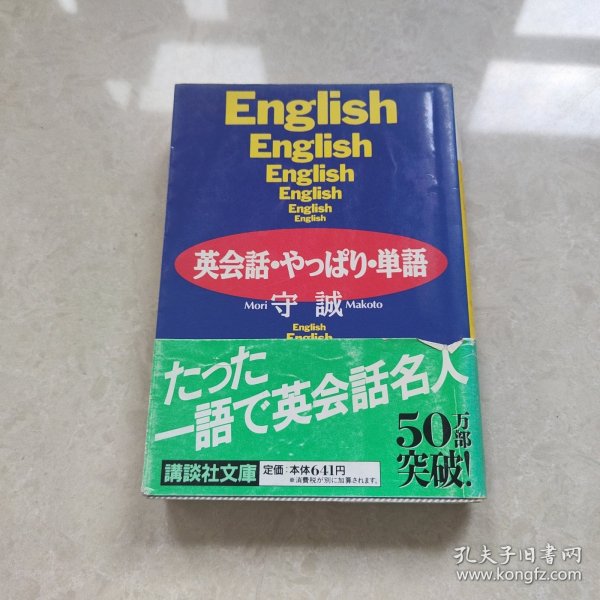 English
English
English
English
English
English
英会話・やっぱり・単語
Mori 守 誠 Makoto
English
English
たった
一語で英会話名人
50万部
突破!
講談社文庫
定価:本体641円
※消費税が別に加算されます。
孔夫子旧书网
www.kongfz.com